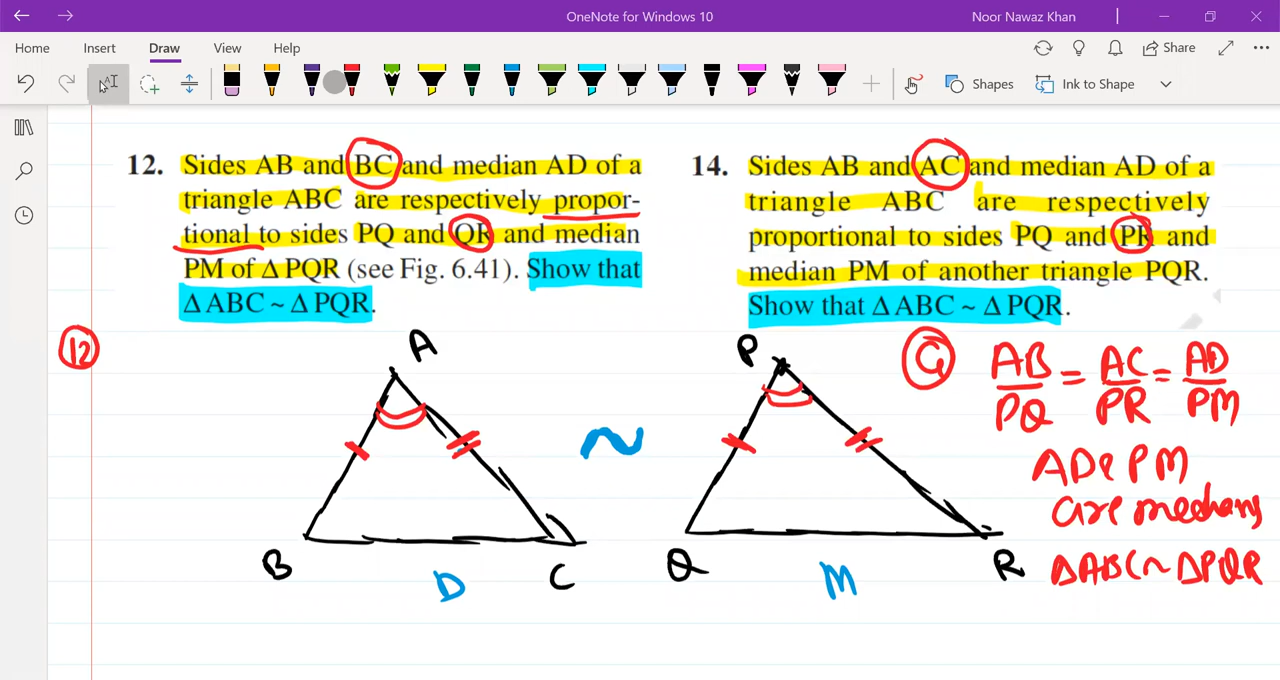 OneNote for Windows 10
Noor Nawaz Khan
Home Insert Draw View Help
Share
Shapes
Ink to Shape
12. Sides AB and BC and median AD of a
triangle ABC are respectively propor-
tional to sides PQ and QR and median
PM of Δ PQR (see Fig. 6.41). Show that
Δ ABC ~ Δ PQR.
14. Sides AB and AC and median AD of a
triangle ABC are respectively
proportional to sides PQ and PR and
median PM of another triangle PQR.
Show that Δ ABC ~ Δ PQR.
12
A
B
D
C
~
P
Q
M
R
G AB/PQ = AC/PR = AD/PM
AD & PM
are medians
ΔABC ~ ΔPQR